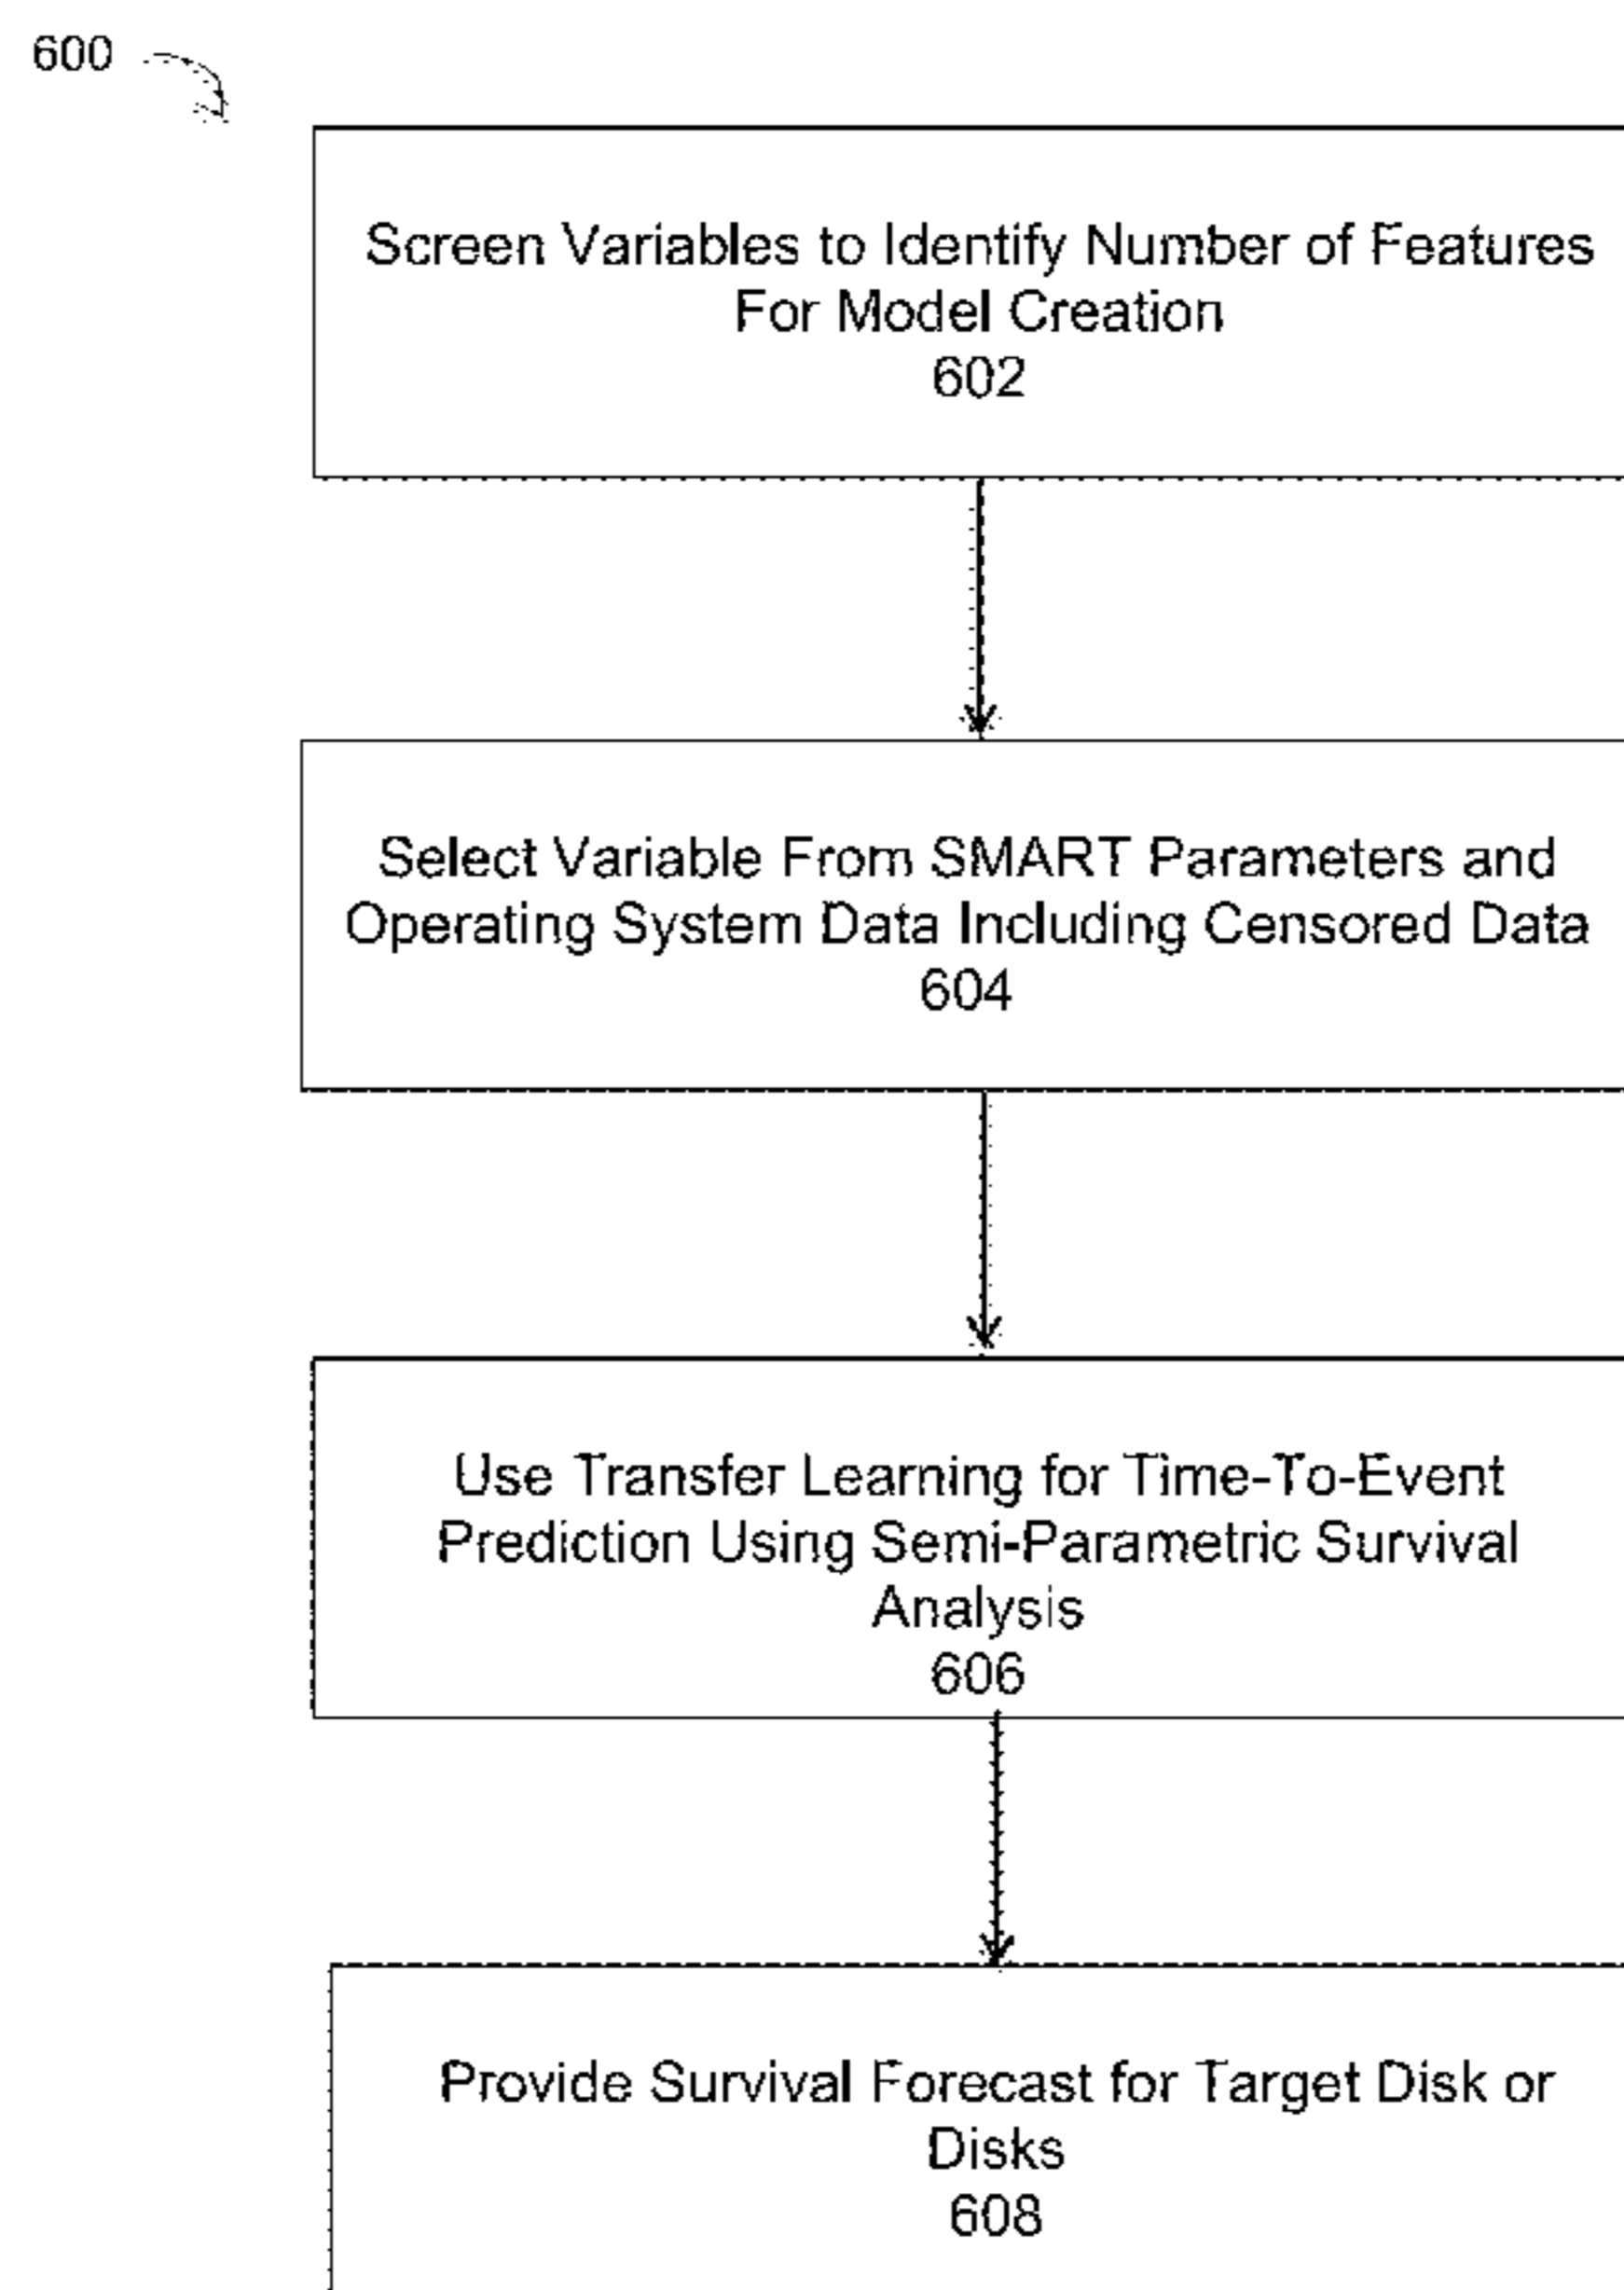 600
Screen Variables to Identify Number of Features
For Model Creation
602
Select Variable From SMART Parameters and
Operating System Data Including Censored Data
604
Use Transfer Learning for Time-To-Event
Prediction Using Semi-Parametric Survival
Analysis
606
Provide Survival Forecast for Target Disk or
Disks
608